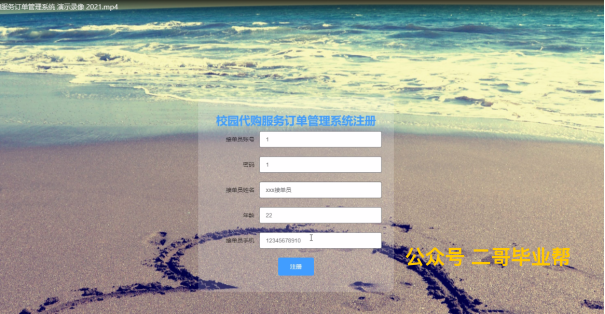 服务订单管理系统 演示录像 2021.mp4
校园代购服务订单管理系统注册
接单员账号 1
密码 1
接单员姓名 xxx接单员
年龄 22
接单员手机 12345678910
注册
公众号 二哥毕业帮